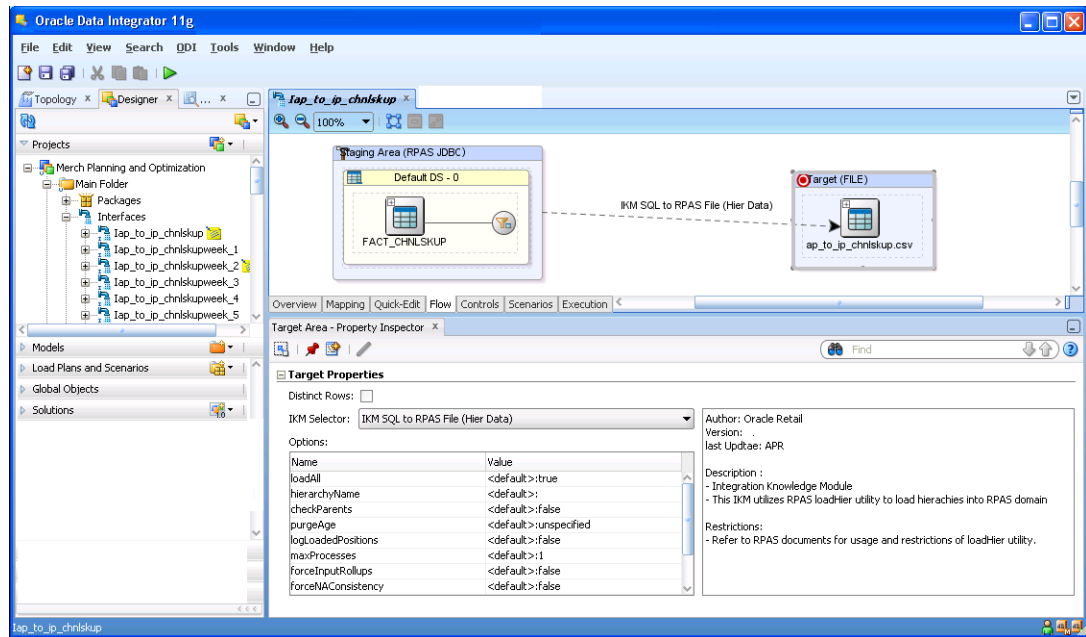 Oracle Data Integrator 11g
File Edit View Search ODI Tools Window Help
Topology x Designer x ... x
Iap_to_ip_chnlskup x
100%
Projects
Merch Planning and Optimization
Main Folder
Packages
Interfaces
Iap_to_ip_chnlskup
Iap_to_ip_chnlskupweek_1
Iap_to_ip_chnlskupweek_2
Iap_to_ip_chnlskupweek_3
Iap_to_ip_chnlskupweek_4
Iap_to_ip_chnlskupweek_5
Models
Load Plans and Scenarios
Global Objects
Solutions
Staging Area (RPAS JDBC)
Default DS - 0
FACT_CHNLSKUP
IKM SQL to RPAS File (Hier Data)
Target (FILE)
ap_to_ip_chnlskup.csv
Overview Mapping Quick-Edit Flow Controls Scenarios Execution
Target Area - Property Inspector x
Find
Target Properties
Distinct Rows:
IKM Selector: IKM SQL to RPAS File (Hier Data)
Options:
Name Value
loadAll <default>:true
hierarchyName <default>:
checkParents <default>:false
purgeAge <default>:unspecified
logLoadedPositions <default>:false
maxProcesses <default>:1
forceInputRollups <default>:false
forceNAConsistency <default>:false
Author: Oracle Retail
Version: .
last Updtae: APR
Description :
- Integration Knowledge Module
- This IKM utilizes RPAS loadHier utility to load hierachies into RPAS domain
Restrictions:
- Refer to RPAS documents for usage and restrictions of loadHier utility.
Iap_to_ip_chnlskup